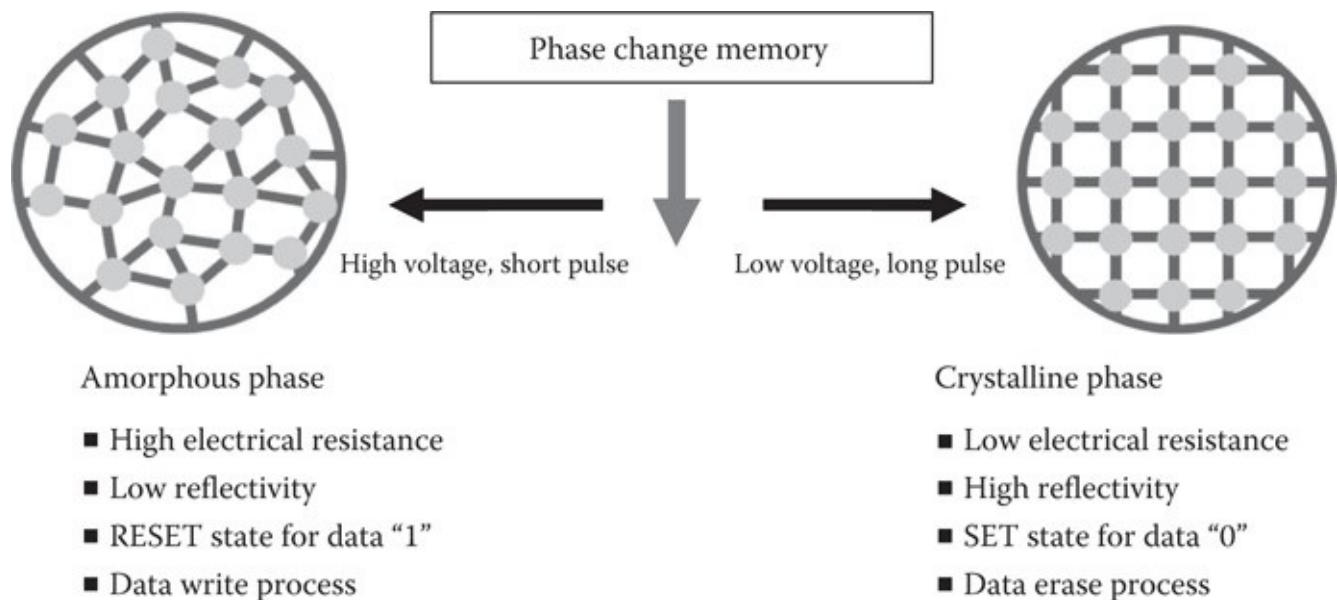 Phase change memory
High voltage, short pulse
Low voltage, long pulse
Amorphous phase
■ High electrical resistance
■ Low reflectivity
■ RESET state for data “1”
■ Data write process
Crystalline phase
■ Low electrical resistance
■ High reflectivity
■ SET state for data “0”
■ Data erase process